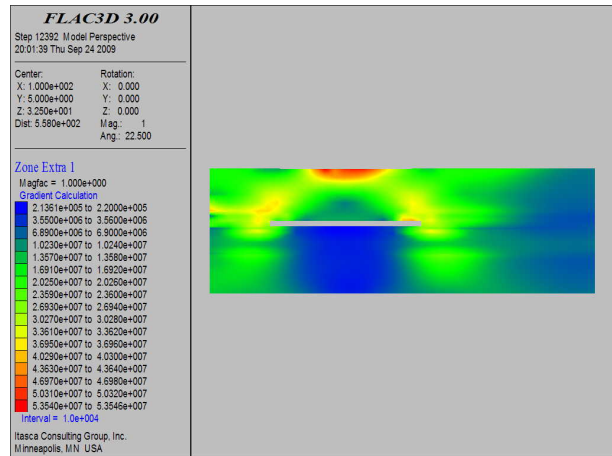 FLAC3D 3.00
Step 12392 Model Perspective
20:01:39 Thu Sep 24 2009
Center: Rotation:
X: 1.000e+002 X: 0.000
Y: 5.000e+000 Y: 0.000
Z: 3.250e+001 Z: 0.000
Dist: 5.580e+002 Mag.: 1
Ang.: 22.500
Zone Extra 1
Magfac = 1.000e+000
Gradient Calculation
2.1361e+005 to 2.2000e+005
3.5500e+006 to 3.5600e+006
6.8900e+006 to 6.9000e+006
1.0230e+007 to 1.0240e+007
1.3570e+007 to 1.3580e+007
1.6910e+007 to 1.6920e+007
2.0250e+007 to 2.0260e+007
2.3590e+007 to 2.3600e+007
2.6930e+007 to 2.6940e+007
3.0270e+007 to 3.0280e+007
3.3610e+007 to 3.3620e+007
3.6950e+007 to 3.6960e+007
4.0290e+007 to 4.0300e+007
4.3630e+007 to 4.3640e+007
4.6970e+007 to 4.6980e+007
5.0310e+007 to 5.0320e+007
5.3540e+007 to 5.3546e+007
Interval = 1.0e+004
Itasca Consulting Group, Inc.
Minneapolis, MN USA